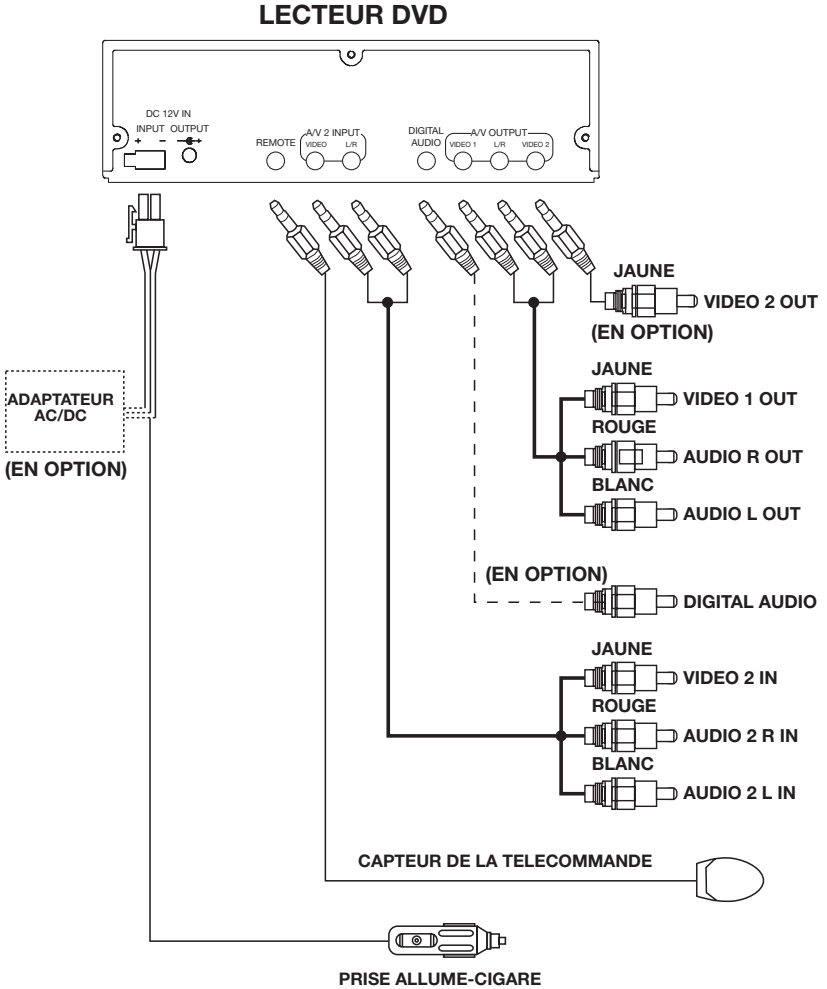 LECTEUR DVD
DC 12V IN
INPUT OUTPUT
+ −
REMOTE
A/V 2 INPUT
VIDEO L/R
DIGITAL
AUDIO
A/V OUTPUT
VIDEO 1 L/R VIDEO 2
JAUNE
VIDEO 2 OUT
(EN OPTION)
JAUNE
VIDEO 1 OUT
ROUGE
AUDIO R OUT
BLANC
AUDIO L OUT
ADAPTATEUR
AC/DC
(EN OPTION)
(EN OPTION)
DIGITAL AUDIO
JAUNE
VIDEO 2 IN
ROUGE
AUDIO 2 R IN
BLANC
AUDIO 2 L IN
CAPTEUR DE LA TELECOMMANDE
PRISE ALLUME-CIGARE